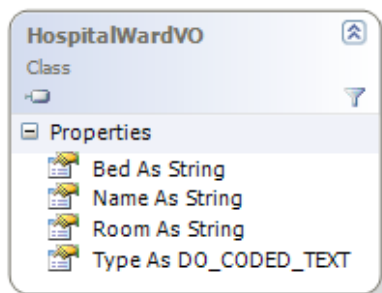 HospitalWardVO
Class
Properties
Bed As String
Name As String
Room As String
Type As DO_CODED_TEXT